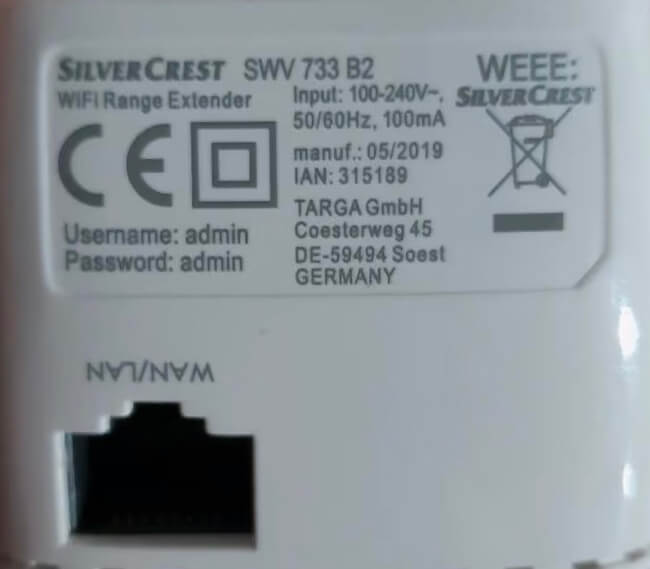 SILVERCREST SWV 733 B2
WiFi Range Extender
Input: 100-240V~,
50/60Hz, 100mA
manuf.: 05/2019
IAN: 315189
TARGA GmbH
Coesterweg 45
DE-59494 Soest
GERMANY
WEEE:
SILVERCREST
CE
Username: admin
Password: admin
WAN/LAN